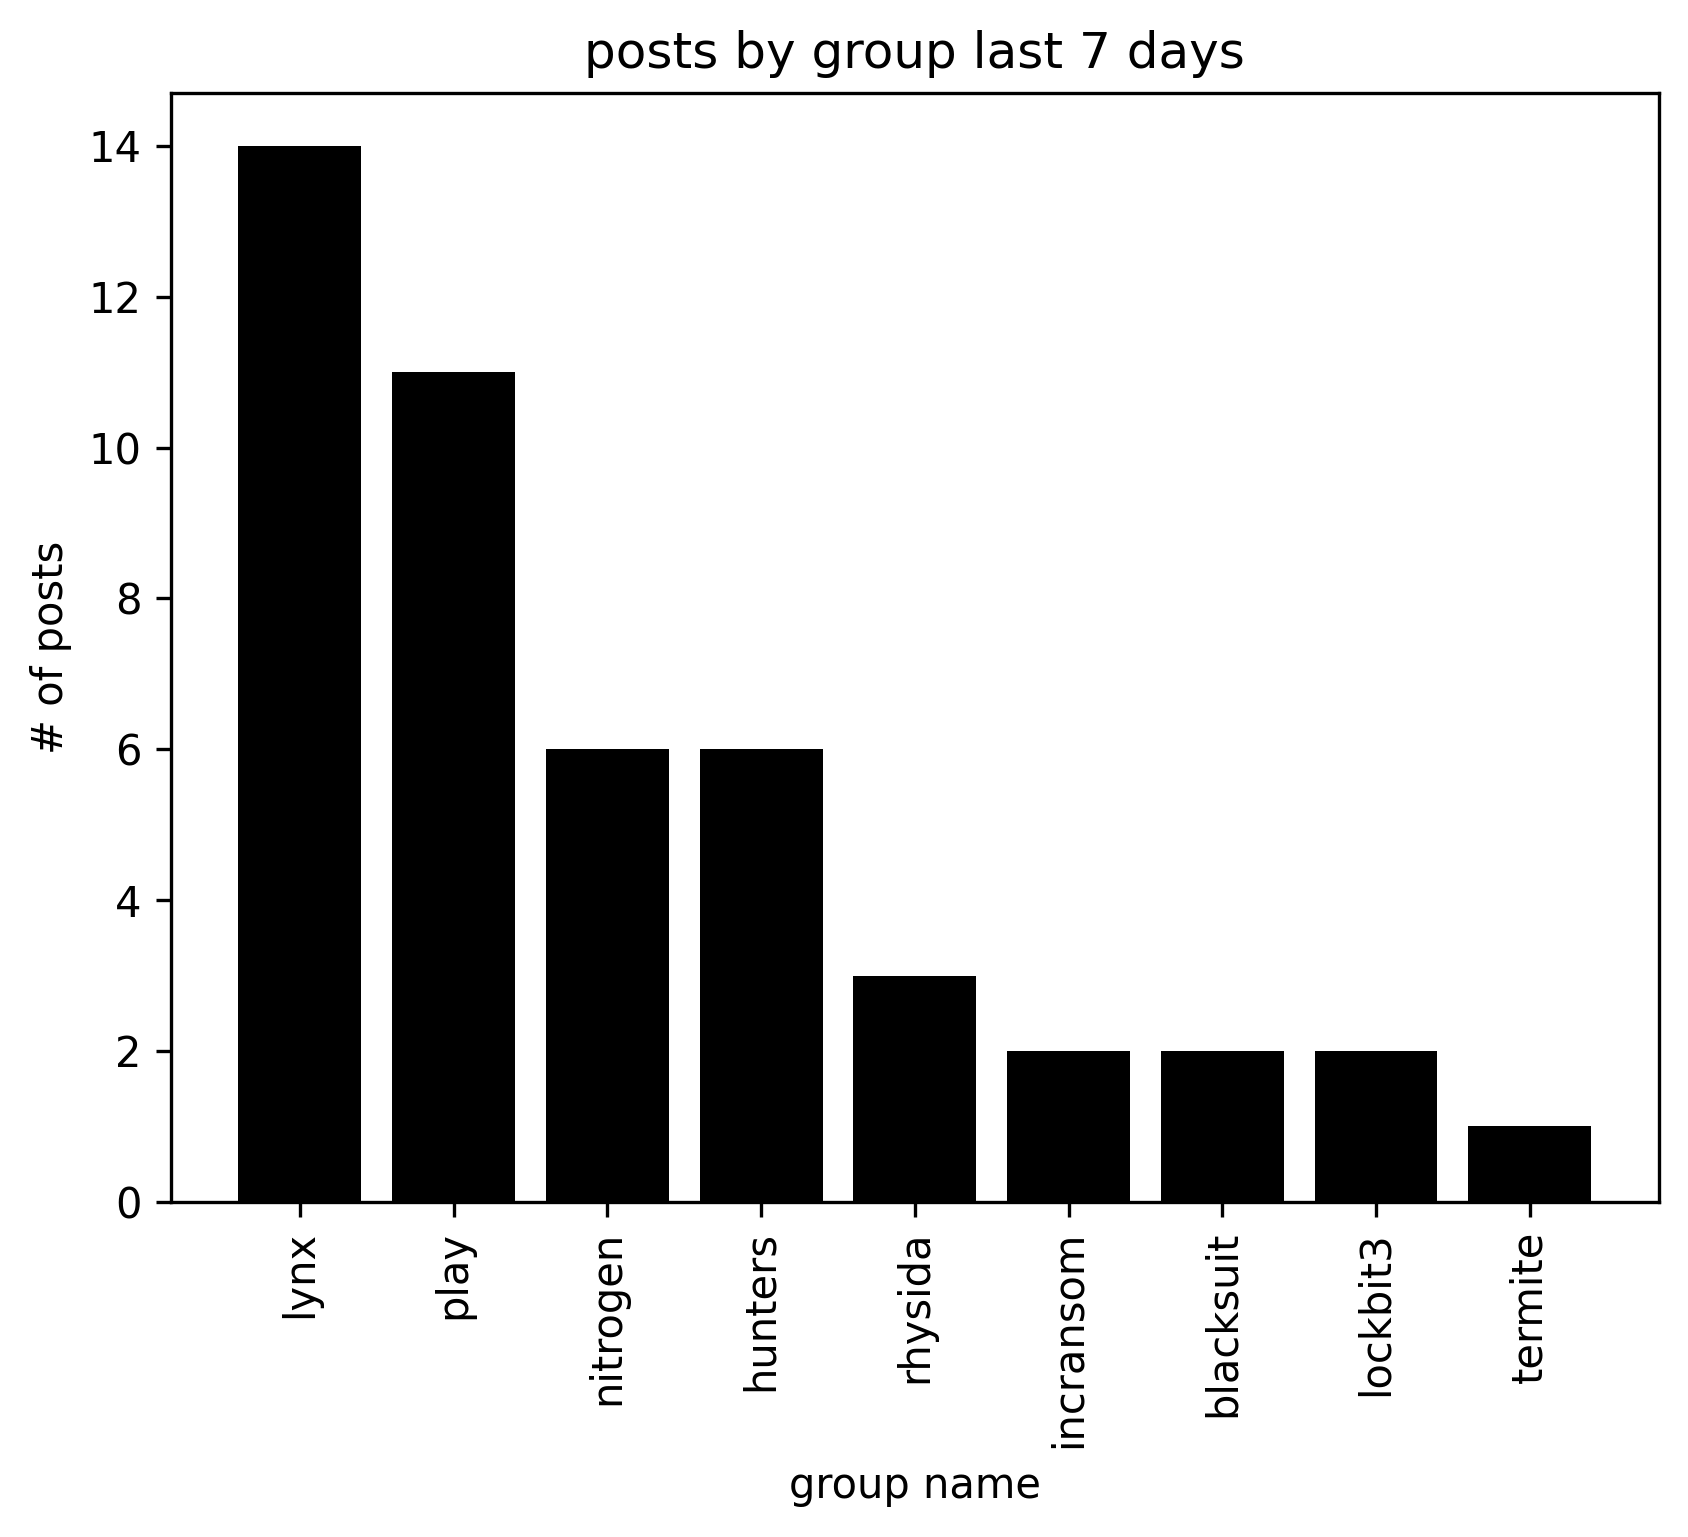 posts by group last 7 days
# of posts
14
12
10
8
6
4
2
0
lynx
play
nitrogen
hunters
rhysida
incransom
blacksuit
lockbit3
termite
group name